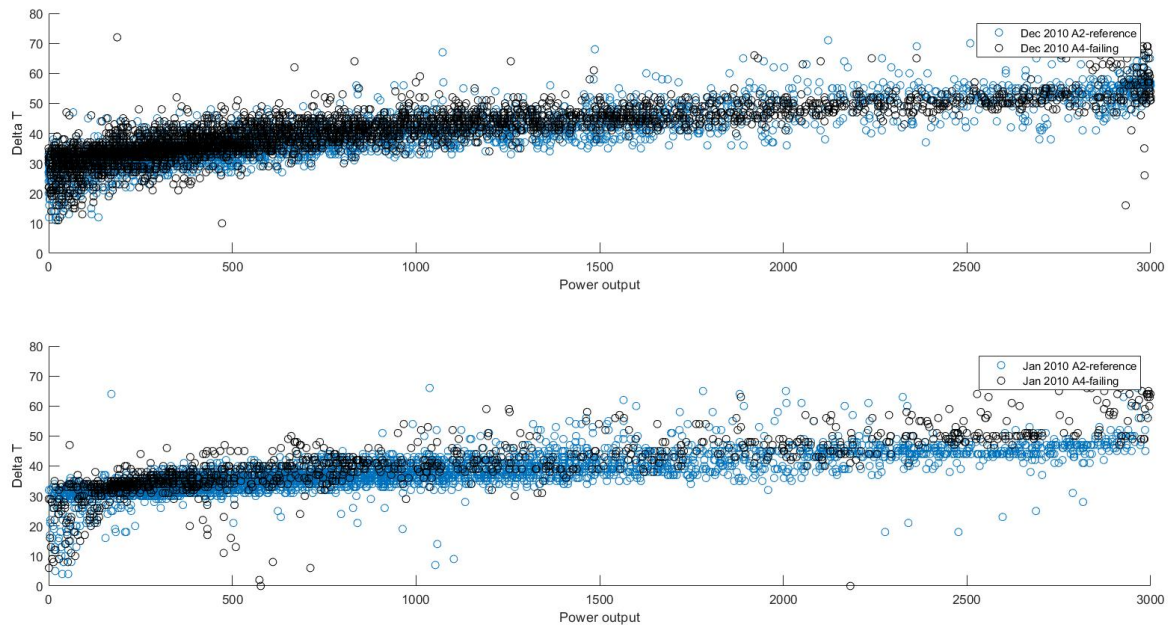 80
70
60
50
40
30
20
10
0
Delta T
Dec 2010 A2-reference
Dec 2010 A4-failing
0 500 1000 1500 2000 2500 3000
Power output
80
70
60
50
40
30
20
10
0
Delta T
Jan 2010 A2-reference
Jan 2010 A4-failing
0 500 1000 1500 2000 2500 3000
Power output